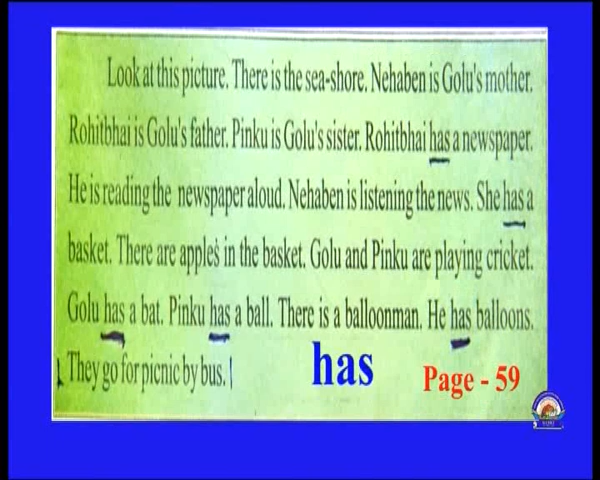 Look at this picture. There is the sea-shore. Nehaben is Golu's mother.
Rohitbhai is Golu's father. Pinku is Golu's sister. Rohitbhai has a newspaper.
He is reading the newspaper aloud. Nehaben is listening the news. She has a
basket. There are apples in the basket. Golu and Pinku are playing cricket.
Golu has a bat. Pinku has a ball. There is a balloonman. He has balloons.
They go for picnic by bus.
has
Page - 59